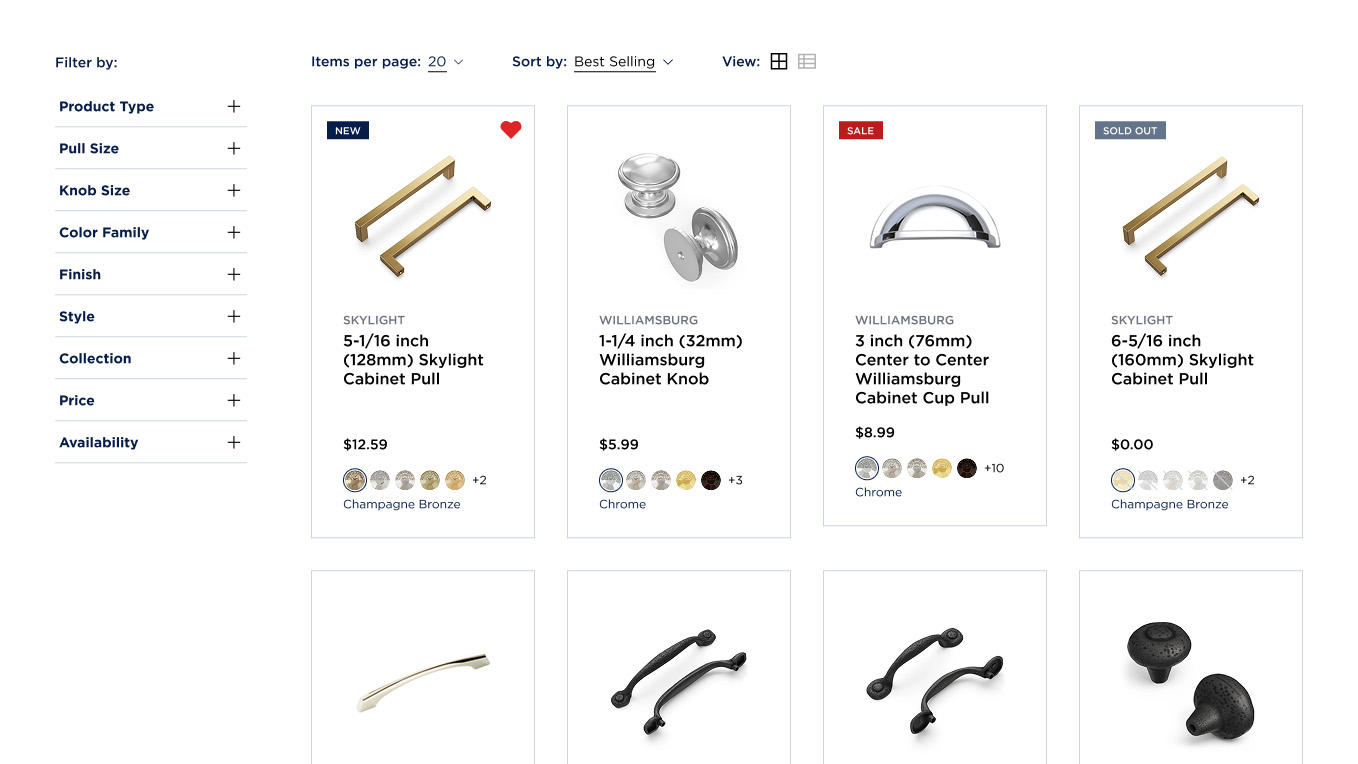 Filter by:
Items per page: 20
Sort by: Best Selling
View:
Product Type
Pull Size
Knob Size
Color Family
Finish
Style
Collection
Price
Availability
NEW
SKYLIGHT
5-1/16 inch
(128mm) Skylight
Cabinet Pull
$12.59
+2
Champagne Bronze
WILLIAMSBURG
1-1/4 inch (32mm)
Williamsburg
Cabinet Knob
$5.99
+3
Chrome
SALE
WILLIAMSBURG
3 inch (76mm)
Center to Center
Williamsburg
Cabinet Cup Pull
$8.99
+10
Chrome
SOLD OUT
SKYLIGHT
6-5/16 inch
(160mm) Skylight
Cabinet Pull
$0.00
+2
Champagne Bronze